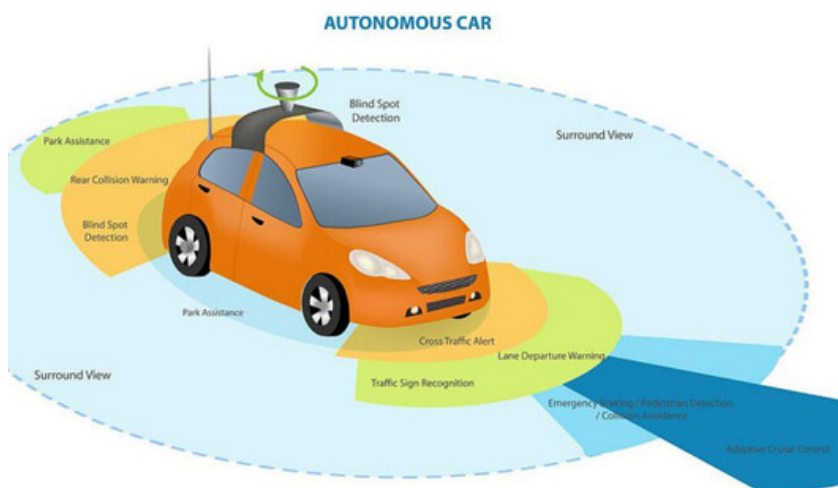 AUTONOMOUS CAR
Blind Spot
Detection
Surround View
Park Assistance
Rear Collision Warning
Blind Spot
Detection
Park Assistance
Cross Traffic Alert
Lane Departure Warning
Surround View
Traffic Sign Recognition
Emergency Braking / Pedestrian Detection
/ Collision Avoidance
Adaptive Cruise Control